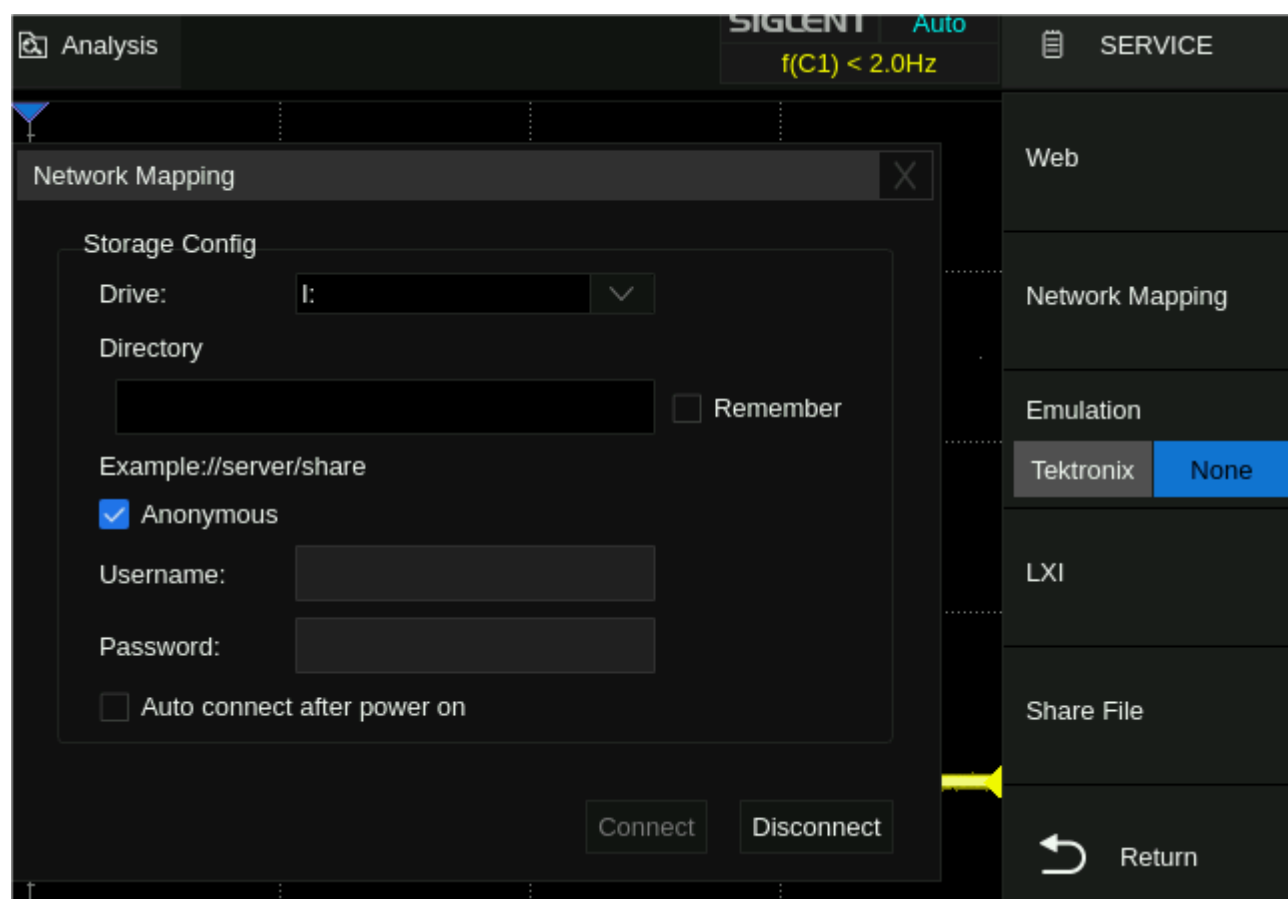 Analysis
SIGLENT
Auto
f(C1) < 2.0Hz
SERVICE
Network Mapping
X
Storage Config
Drive:
I:
Directory
Remember
Example://server/share
Anonymous
Username:
Password:
Auto connect after power on
Connect
Disconnect
Web
Network Mapping
Emulation
Tektronix
None
LXI
Share File
Return